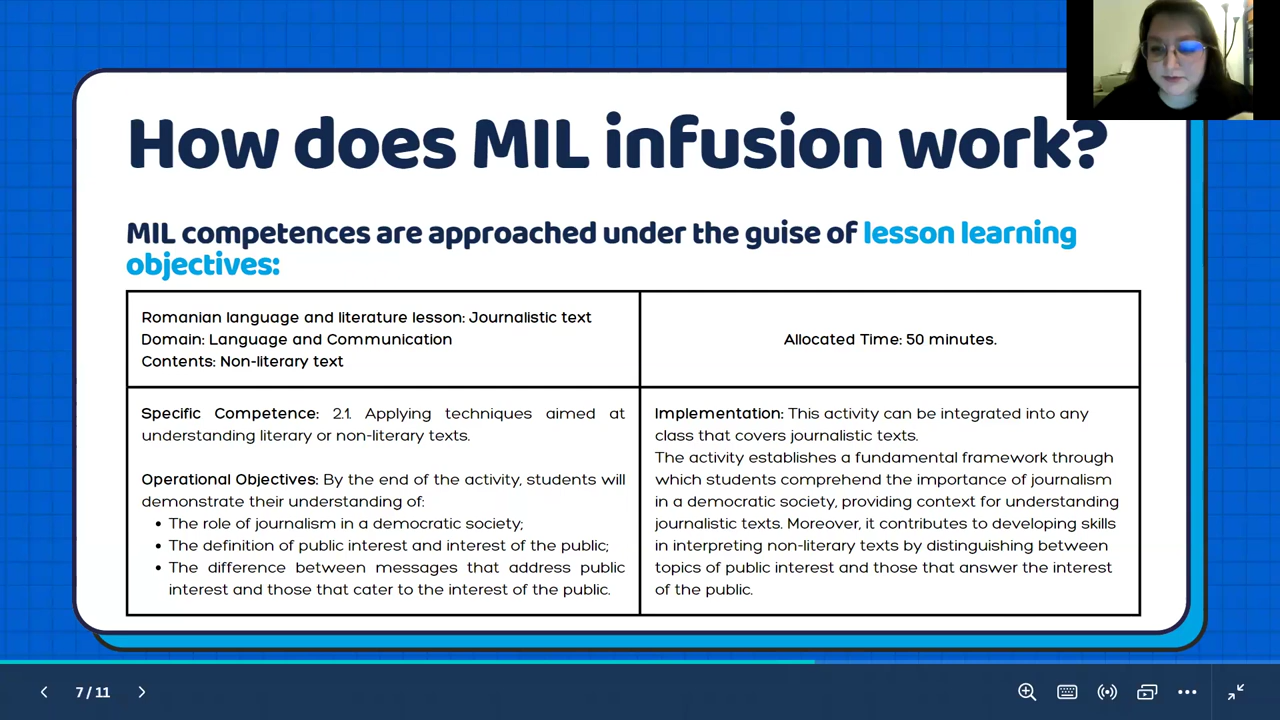 How does MIL infusion work?
MIL competences are approached under the guise of lesson learning
objectives:
Romanian language and literature lesson: Journalistic text
Domain: Language and Communication
Contents: Non-literary text
Allocated Time: 50 minutes.
Specific Competence: 2.1. Applying techniques aimed at
understanding literary or non-literary texts.
Operational Objectives: By the end of the activity, students will
demonstrate their understanding of:
• The role of journalism in a democratic society;
• The definition of public interest and interest of the public;
• The difference between messages that address public
interest and those that cater to the interest of the public.
Implementation: This activity can be integrated into any
class that covers journalistic texts.
The activity establishes a fundamental framework through
which students comprehend the importance of journalism
in a democratic society, providing context for understanding
journalistic texts. Moreover, it contributes to developing skills
in interpreting non-literary texts by distinguishing between
topics of public interest and those that answer the interest
of the public.
7 / 11